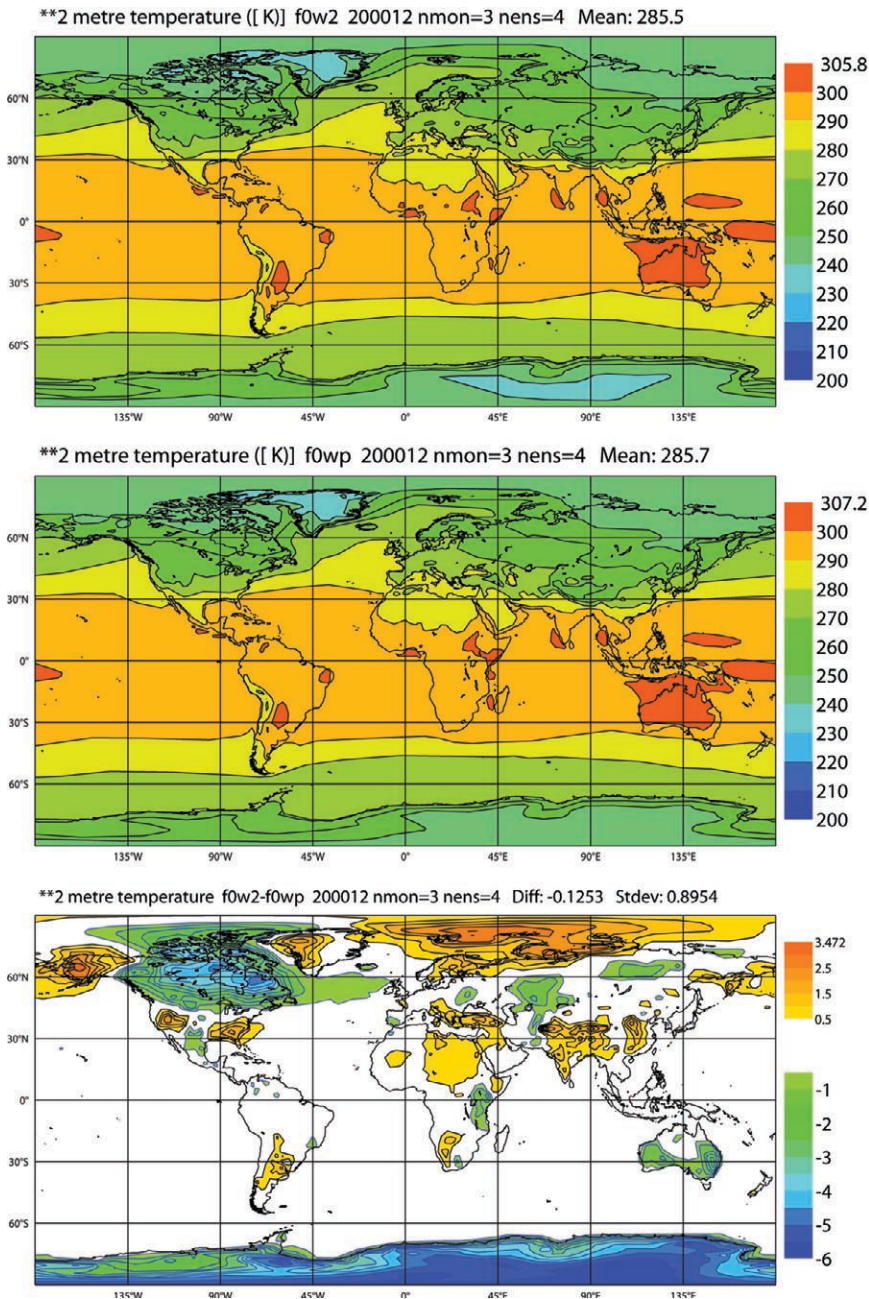 **2 metre temperature ([ K)] f0w2 200012 nmon=3 nens=4 Mean: 285.5
305.8
300
290
280
270
260
250
240
230
220
210
200
60°N
30°N
0°
30°S
60°S
135°W 90°W 45°W 0° 45°E 90°E 135°E
**2 metre temperature ([ K)] f0wp 200012 nmon=3 nens=4 Mean: 285.7
307.2
300
290
280
270
260
250
240
230
220
210
200
60°N
30°N
0°
30°S
60°S
135°W 90°W 45°W 0° 45°E 90°E 135°E
**2 metre temperature f0w2-f0wp 200012 nmon=3 nens=4 Diff: -0.1253 Stdev: 0.8954
3.472
2.5
1.5
0.5
-1
-2
-3
-4
-5
-6
60°N
30°N
0°
30°S
60°S
135°W 90°W 45°W 0° 45°E 90°E 135°E